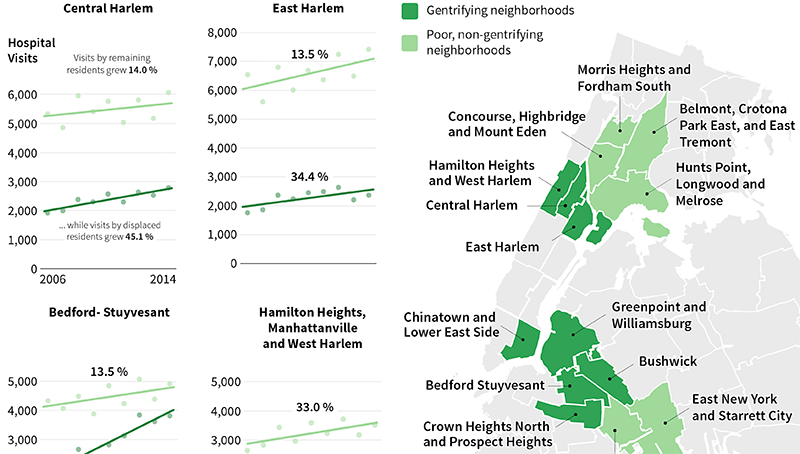 Central Harlem
Hospital
Visits
Visits by remaining
residents grew 14.0 %
6,000
5,000
4,000
3,000
2,000
1,000
0
... while visits by displaced
residents grew 45.1 %
2006
2014
East Harlem
8,000
7,000
6,000
5,000
4,000
3,000
2,000
1,000
0
13.5 %
34.4 %
Bedford- Stuyvesant
13.5 %
5,000
4,000
3,000
Hamilton Heights,
Manhattanville
and West Harlem
5,000
4,000
3,000
33.0 %
Gentrifying neighborhoods
Poor, non-gentrifying
neighborhoods
Morris Heights and
Fordham South
Concourse, Highbridge
and Mount Eden
Belmont, Crotona
Park East, and East
Tremont
Hamilton Heights
and West Harlem
Hunts Point,
Longwood and
Melrose
Central Harlem
East Harlem
Chinatown and
Lower East Side
Greenpoint and
Williamsburg
Bushwick
Bedford Stuyvesant
East New York
and Starrett City
Crown Heights North
and Prospect Heights